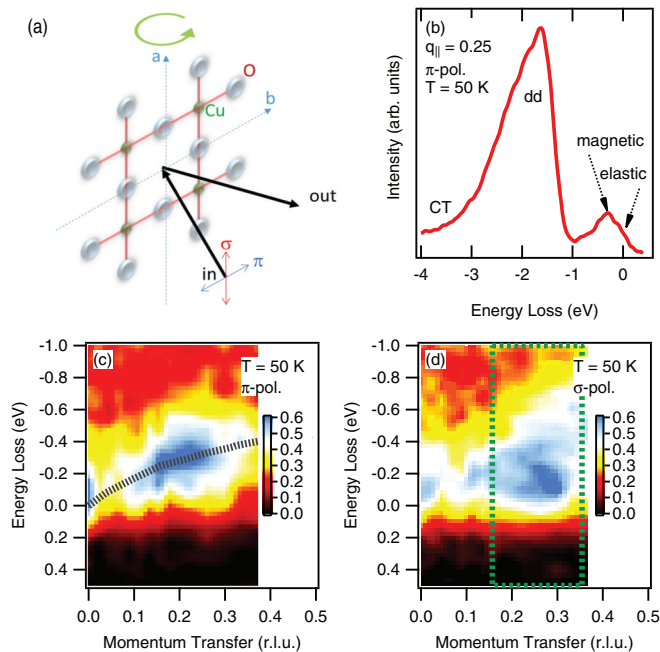 (a)
a
O
b
Cu
out
σ
in
π
(b)
q|| = 0.25
π-pol.
T = 50 K
dd
magnetic
elastic
CT
Intensity (arb. units)
-4 -3 -2 -1 0
Energy Loss (eV)
(c)
T = 50 K
π-pol.
0.6
0.5
0.4
0.3
0.2
0.1
0.0
-1.0
-0.8
-0.6
-0.4
-0.2
0.0
0.2
0.4
Energy Loss (eV)
0.0 0.1 0.2 0.3 0.4 0.5
Momentum Transfer (r.l.u.)
(d)
T = 50 K
σ-pol.
0.6
0.5
0.4
0.3
0.2
0.1
0.0
-1.0
-0.8
-0.6
-0.4
-0.2
0.0
0.2
0.4
Energy Loss (eV)
0.0 0.1 0.2 0.3 0.4 0.5
Momentum Transfer (r.l.u.)